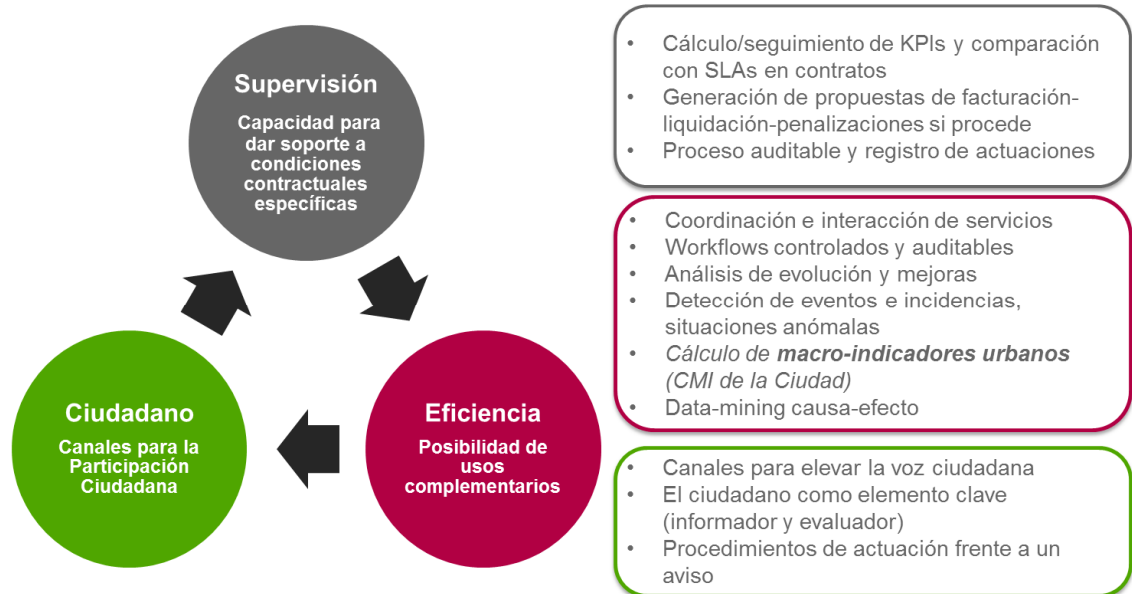 Supervisión
Capacidad para
dar soporte a
condiciones
contractuales
específicas
Ciudadano
Canales para la
Participación
Ciudadana
Eficiencia
Posibilidad de
usos
complementarios
• Cálculo/seguimiento de KPIs y comparación
con SLAs en contratos
• Generación de propuestas de facturación-
liquidación-penalizaciones si procede
• Proceso auditable y registro de actuaciones
• Coordinación e interacción de servicios
• Workflows controlados y auditables
• Análisis de evolución y mejoras
• Detección de eventos e incidencias,
situaciones anómalas
• Cálculo de macro-indicadores urbanos
(CMI de la Ciudad)
• Data-mining causa-efecto
• Canales para elevar la voz ciudadana
• El ciudadano como elemento clave
(informador y evaluador)
• Procedimientos de actuación frente a un
aviso